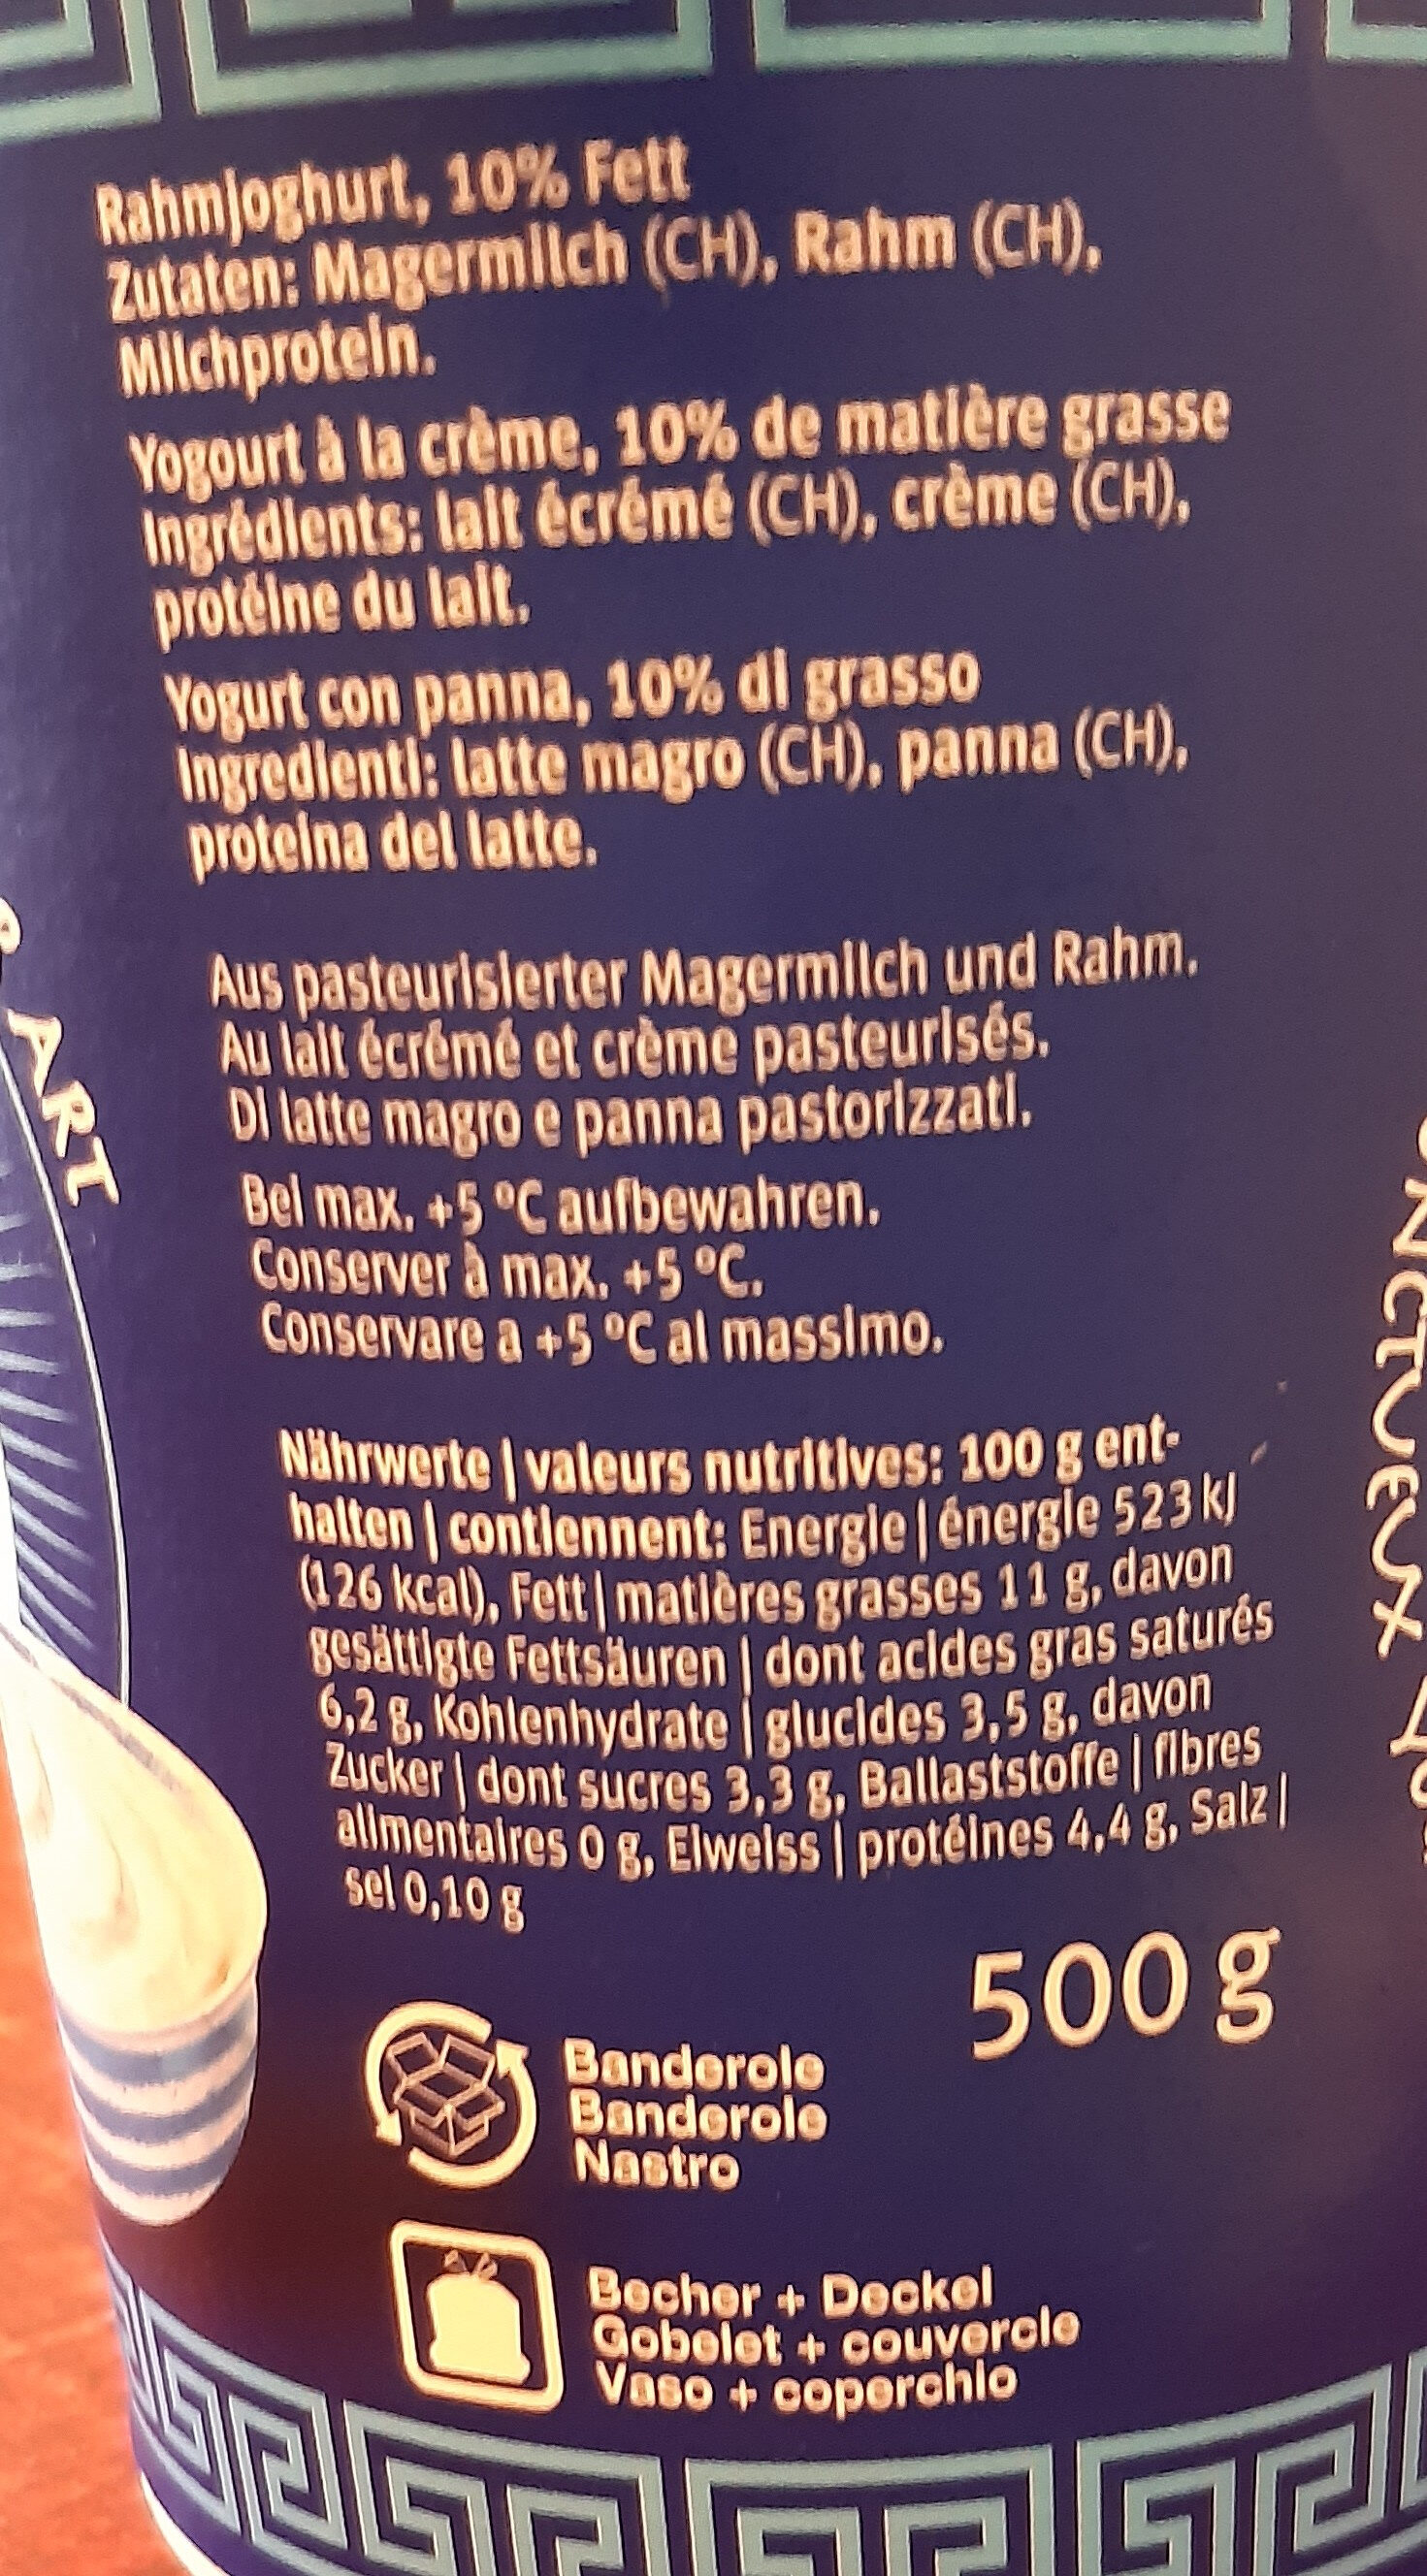 Rahmjoghurt, 10% Fett
Zutaten: Magermilch (CH), Rahm (CH),
Milchprotein.
Yogourt à la crème, 10% de matière grasse
Ingrédients: lait écrémé (CH), crème (CH),
protéine du lait.
Yogurt con panna, 10% di grasso
Ingredienti: latte magro (CH), panna (CH),
proteina del latte.
Aus pasteurisierter Magermilch und Rahm.
Au lait écrémé et crème pasteurisés.
Di latte magro e panna pastorizzati.
Bei max. +5 °C aufbewahren.
Conserver à max. +5 °C.
Conservare a +5 °C al massimo.
Nährwerte | valeurs nutritives: 100 g ent-
halten | contiennent: Energie | énergie 523 kJ
(126 kcal), Fett | matières grasses 11 g, davon
gesättigte Fettsäuren | dont acides gras saturés
6,2 g, Kohlenhydrate | glucides 3,5 g, davon
Zucker | dont sucres 3,3 g, Ballaststoffe | fibres
alimentaires 0 g, Eiweiss | protéines 4,4 g, Salz |
sel 0,10 g
500 g
Banderole
Banderole
Nastro
Becher + Deckel
Gobelet + couvercle
Vaso + coperchio
ART